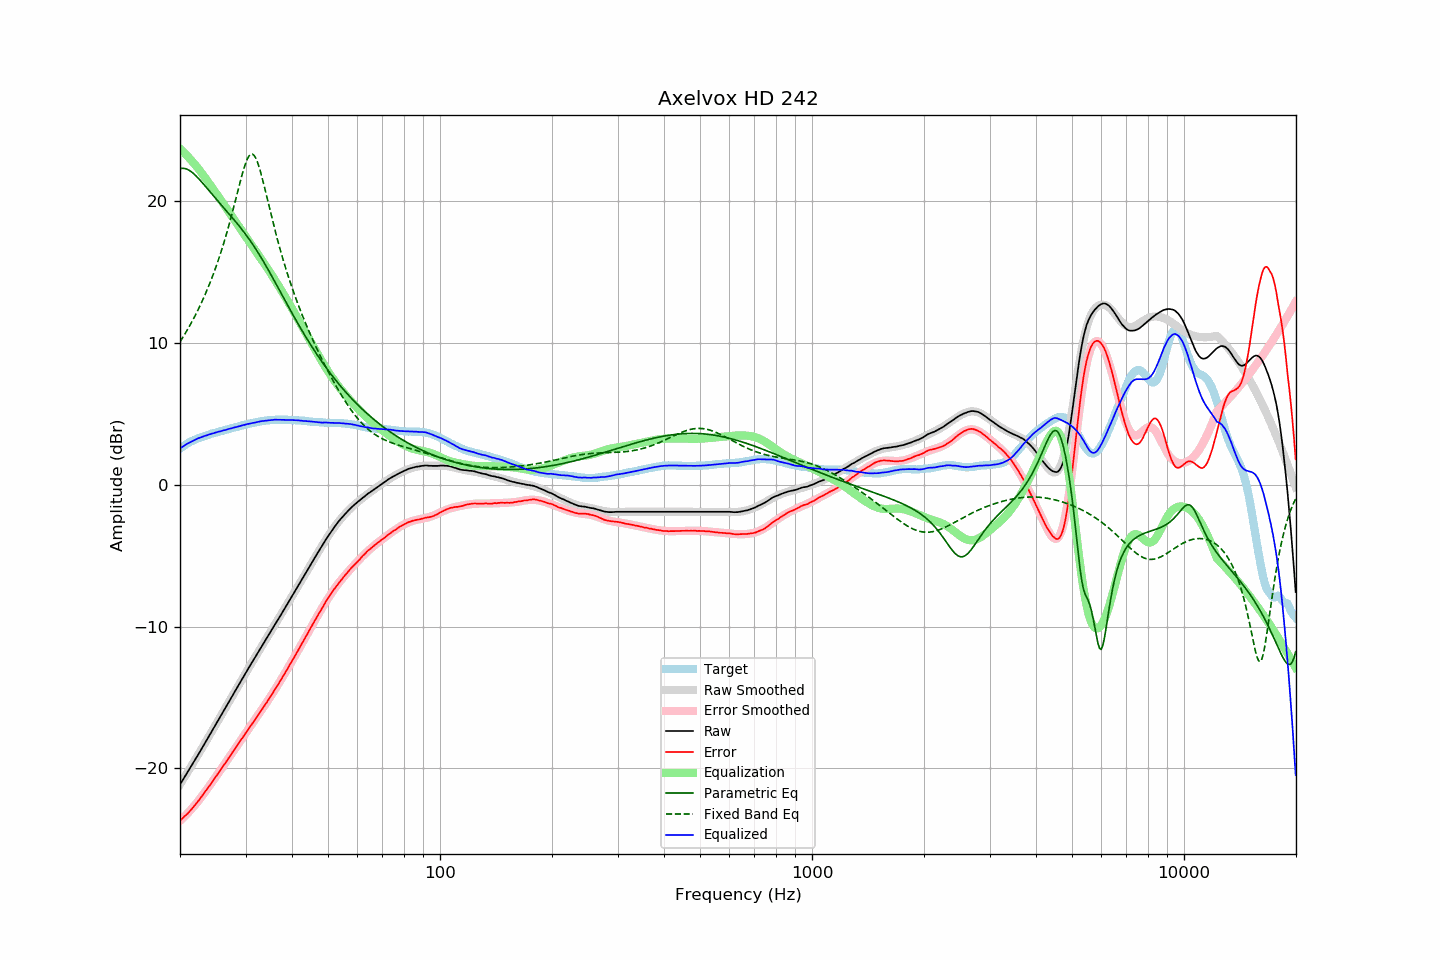 Axelvox HD 242
Amplitude (dBr)
20
10
0
−10
−20
Target
Raw Smoothed
Error Smoothed
Raw
Error
Equalization
Parametric Eq
Fixed Band Eq
Equalized
100
1000
10000
Frequency (Hz)